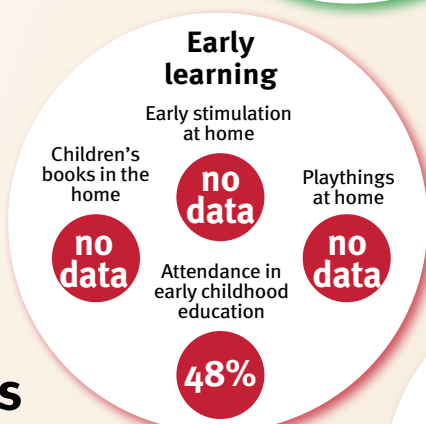 Early
learning
Early stimulation
at home
no
data
Children's
books in the
home
no
data
Playthings
at home
no
data
Attendance in
early childhood
education
48%
s